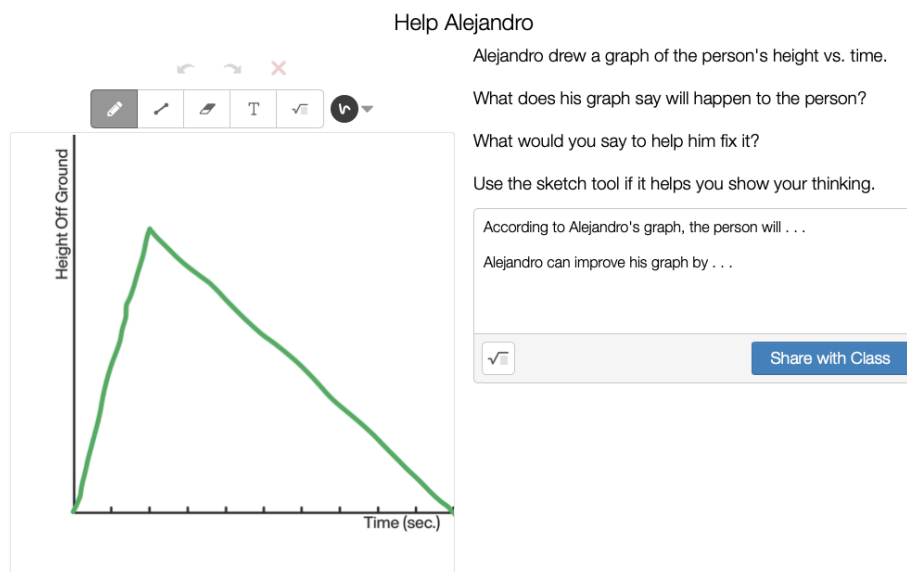 Help Alejandro
Alejandro drew a graph of the person's height vs. time.
What does his graph say will happen to the person?
What would you say to help him fix it?
Use the sketch tool if it helps you show your thinking.
T
√
Height Off Ground
Time (sec.)
According to Alejandro's graph, the person will . . .
Alejandro can improve his graph by . . .
√
Share with Class